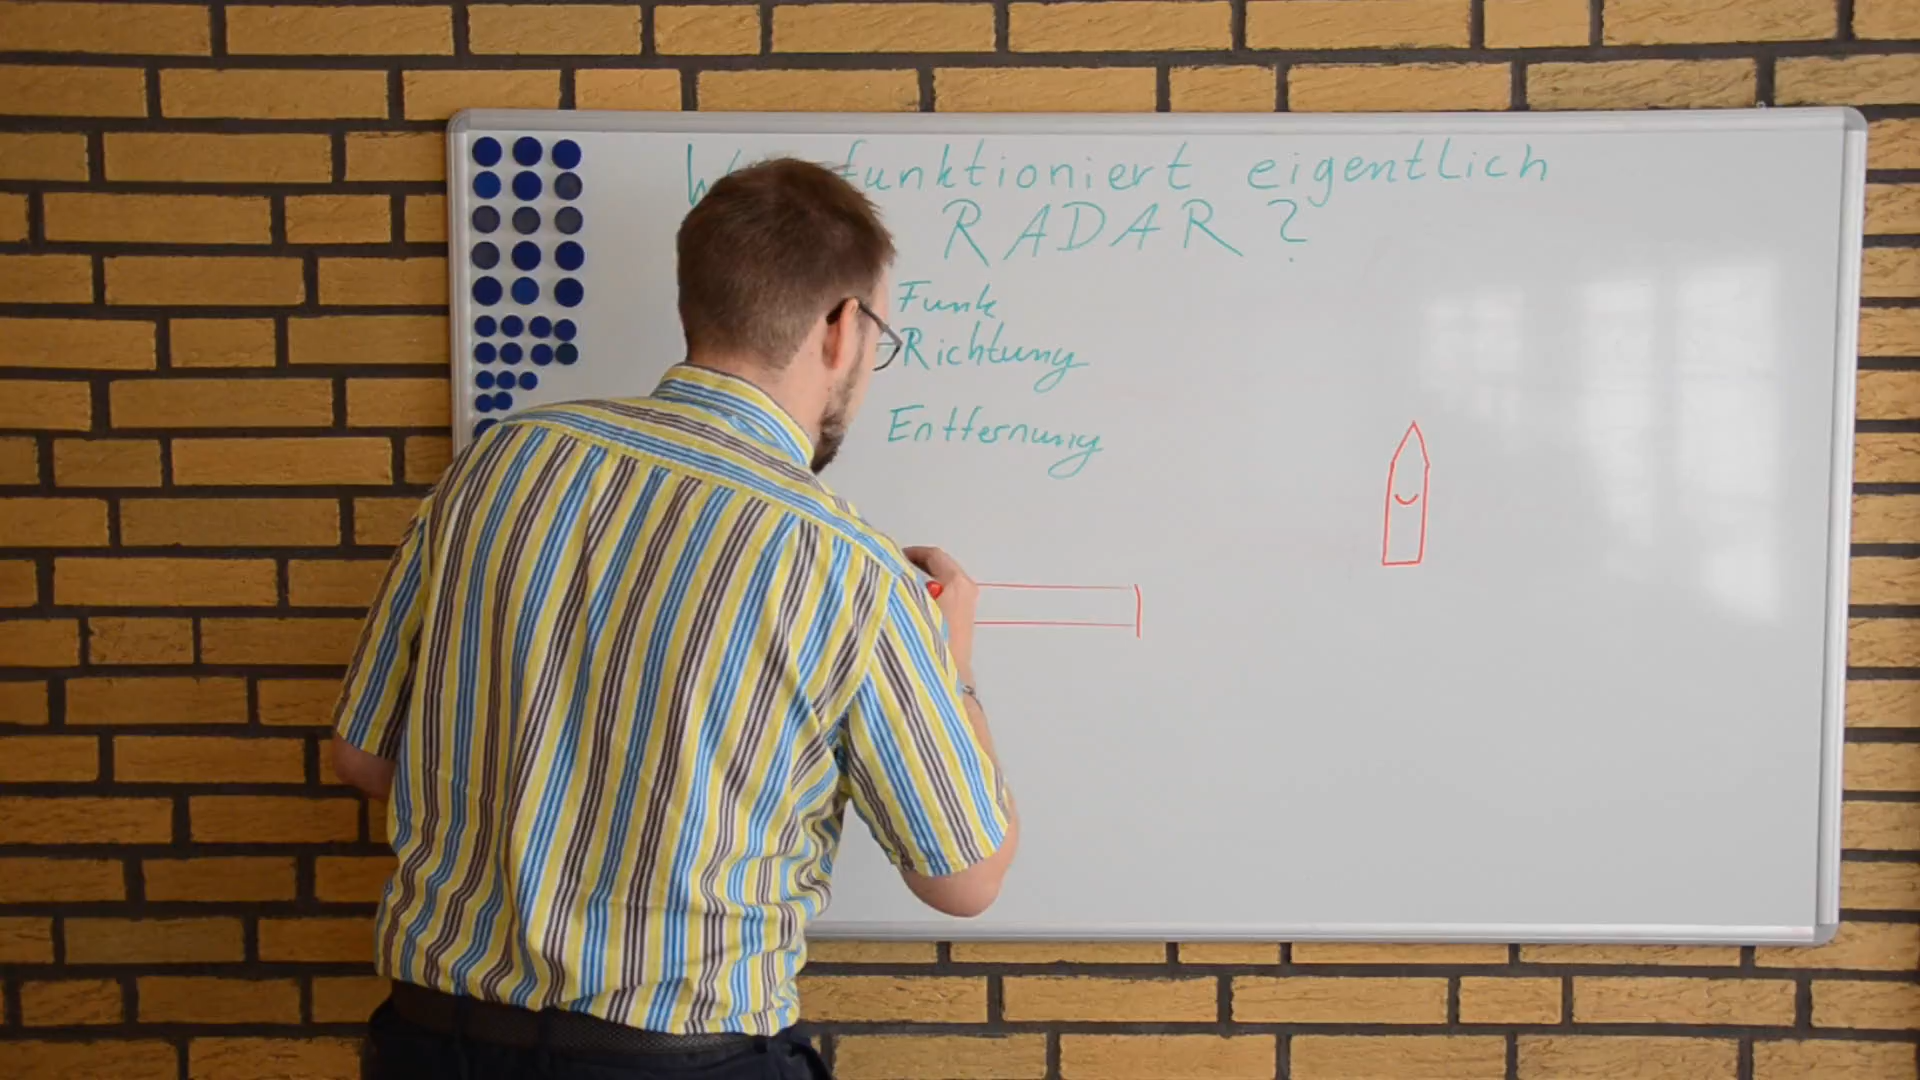 funktioniert eigentlich
RADAR?
Funk
Richtung
Entfernung